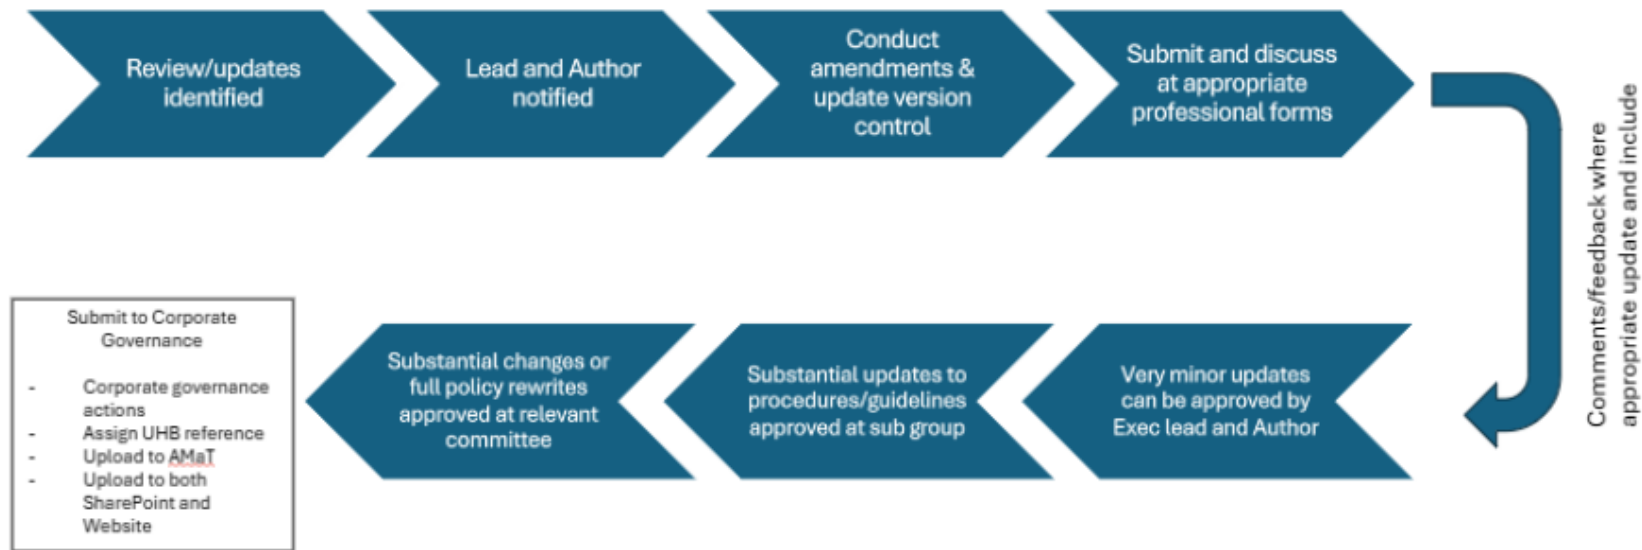 Review/updates
identified
Lead and Author
notified
Conduct
amendments &
update version
control
Submit and discuss
at appropriate
professional forms
Comments/feedback where
appropriate update and include
Very minor updates
can be approved by
Exec lead and Author
Substantial updates to
procedures/guidelines
approved at sub group
Substantial changes or
full policy rewrites
approved at relevant
committee
Submit to Corporate
Governance
- Corporate governance
actions
- Assign UHB reference
- Upload to AMaT
- Upload to both
SharePoint and
Website